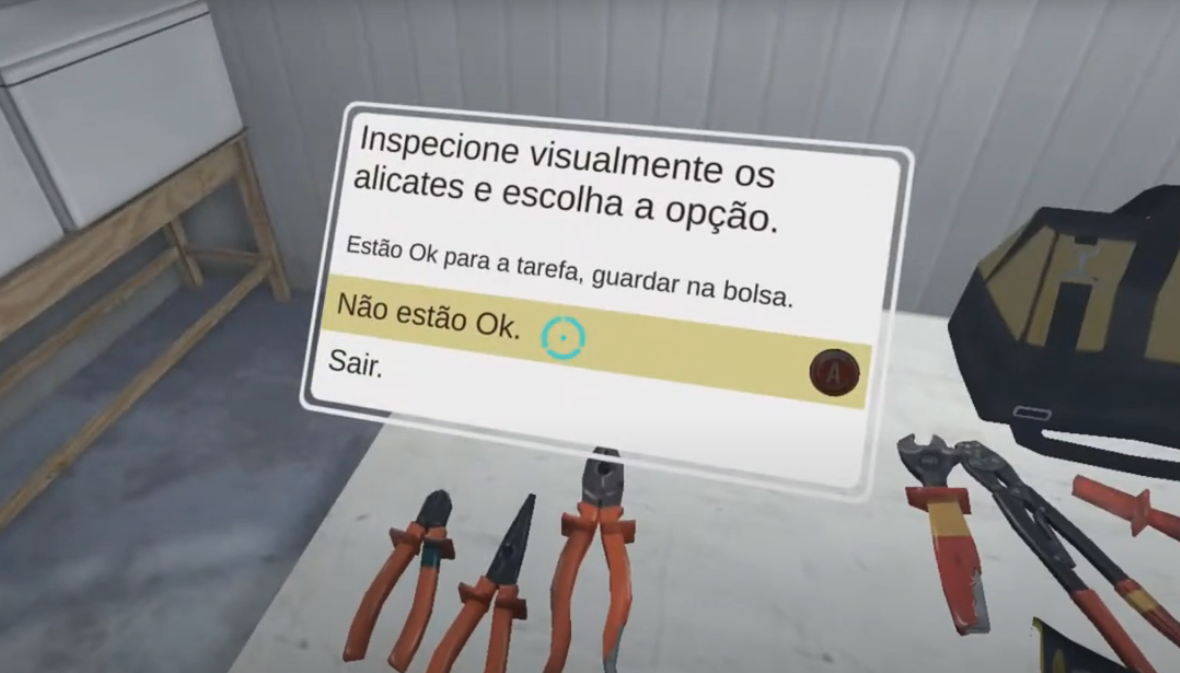 Inspecione visualmente os
alicates e escolha a opção.
Estão Ok para a tarefa, guardar na bolsa.
Não estão Ok.
A
Sair.